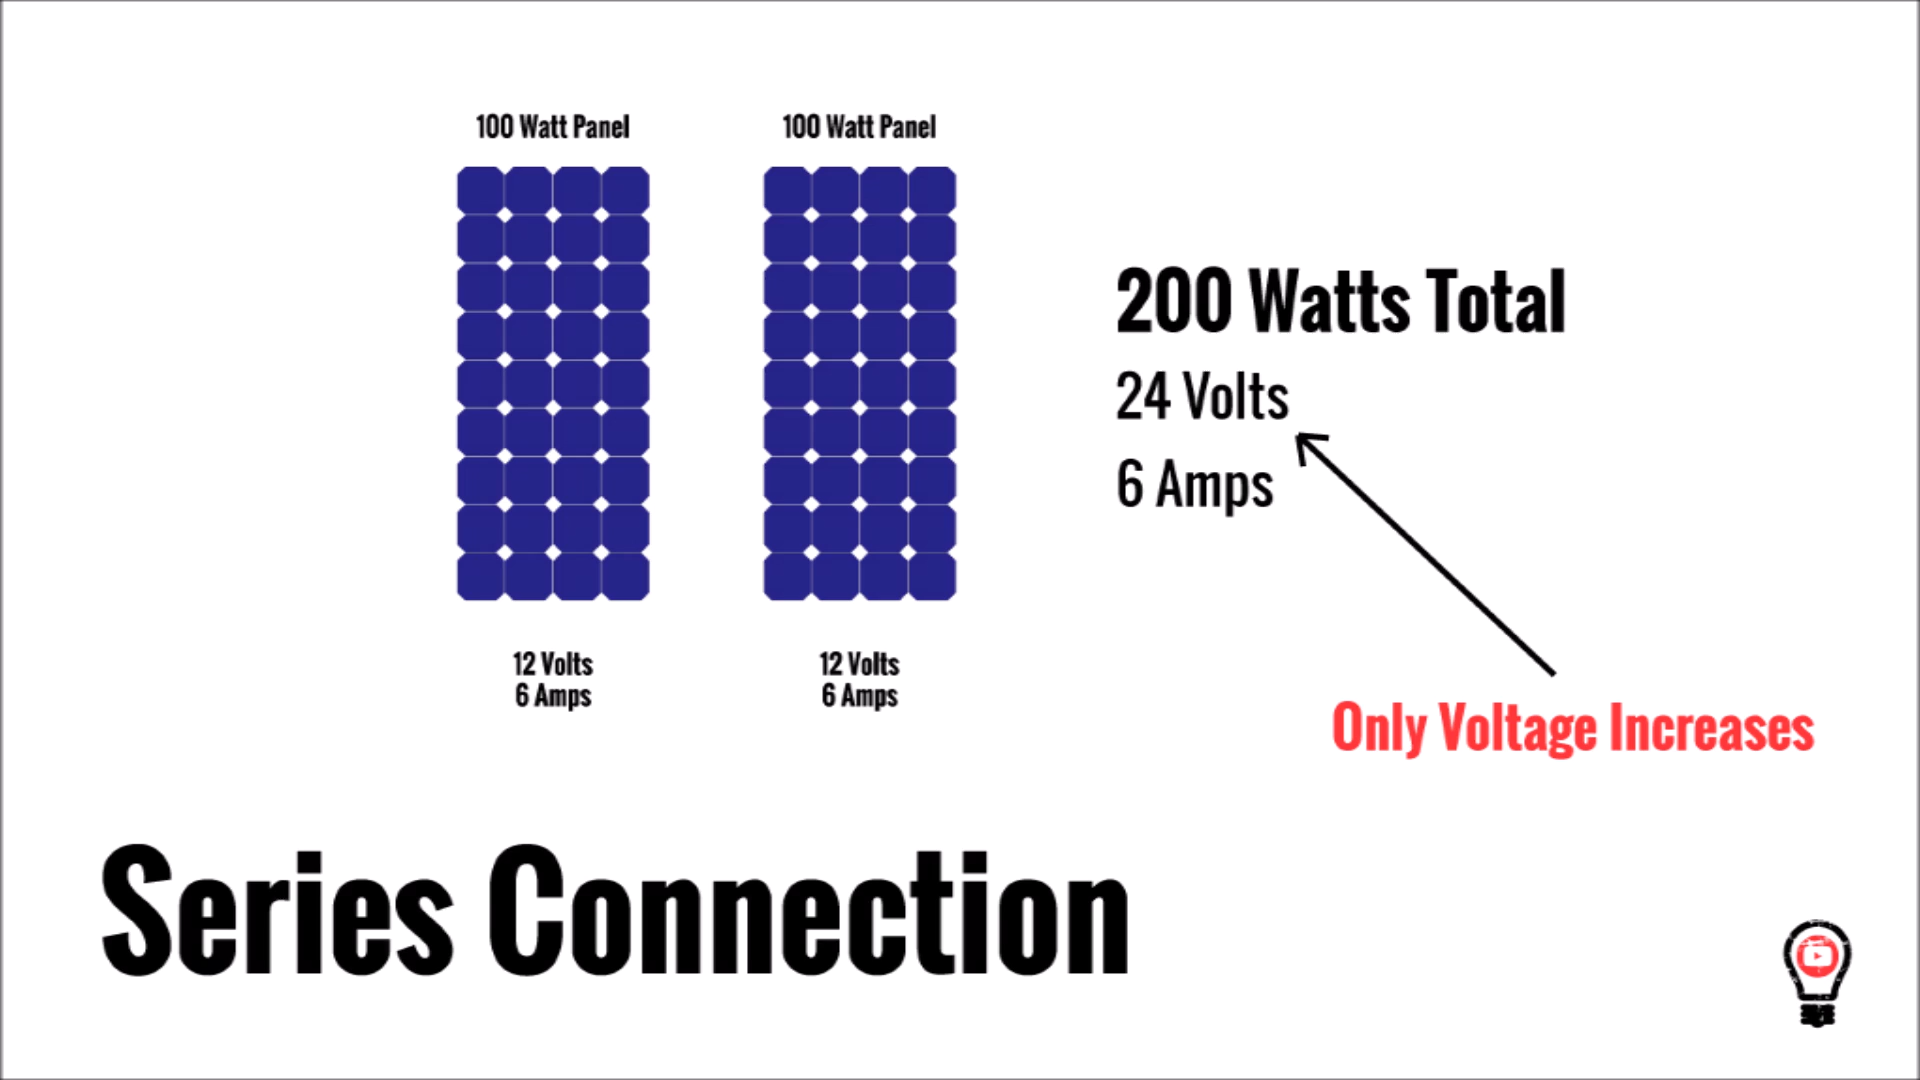 100 Watt Panel
100 Watt Panel
12 Volts
6 Amps
12 Volts
6 Amps
200 Watts Total
24 Volts
6 Amps
Only Voltage Increases
Series Connection